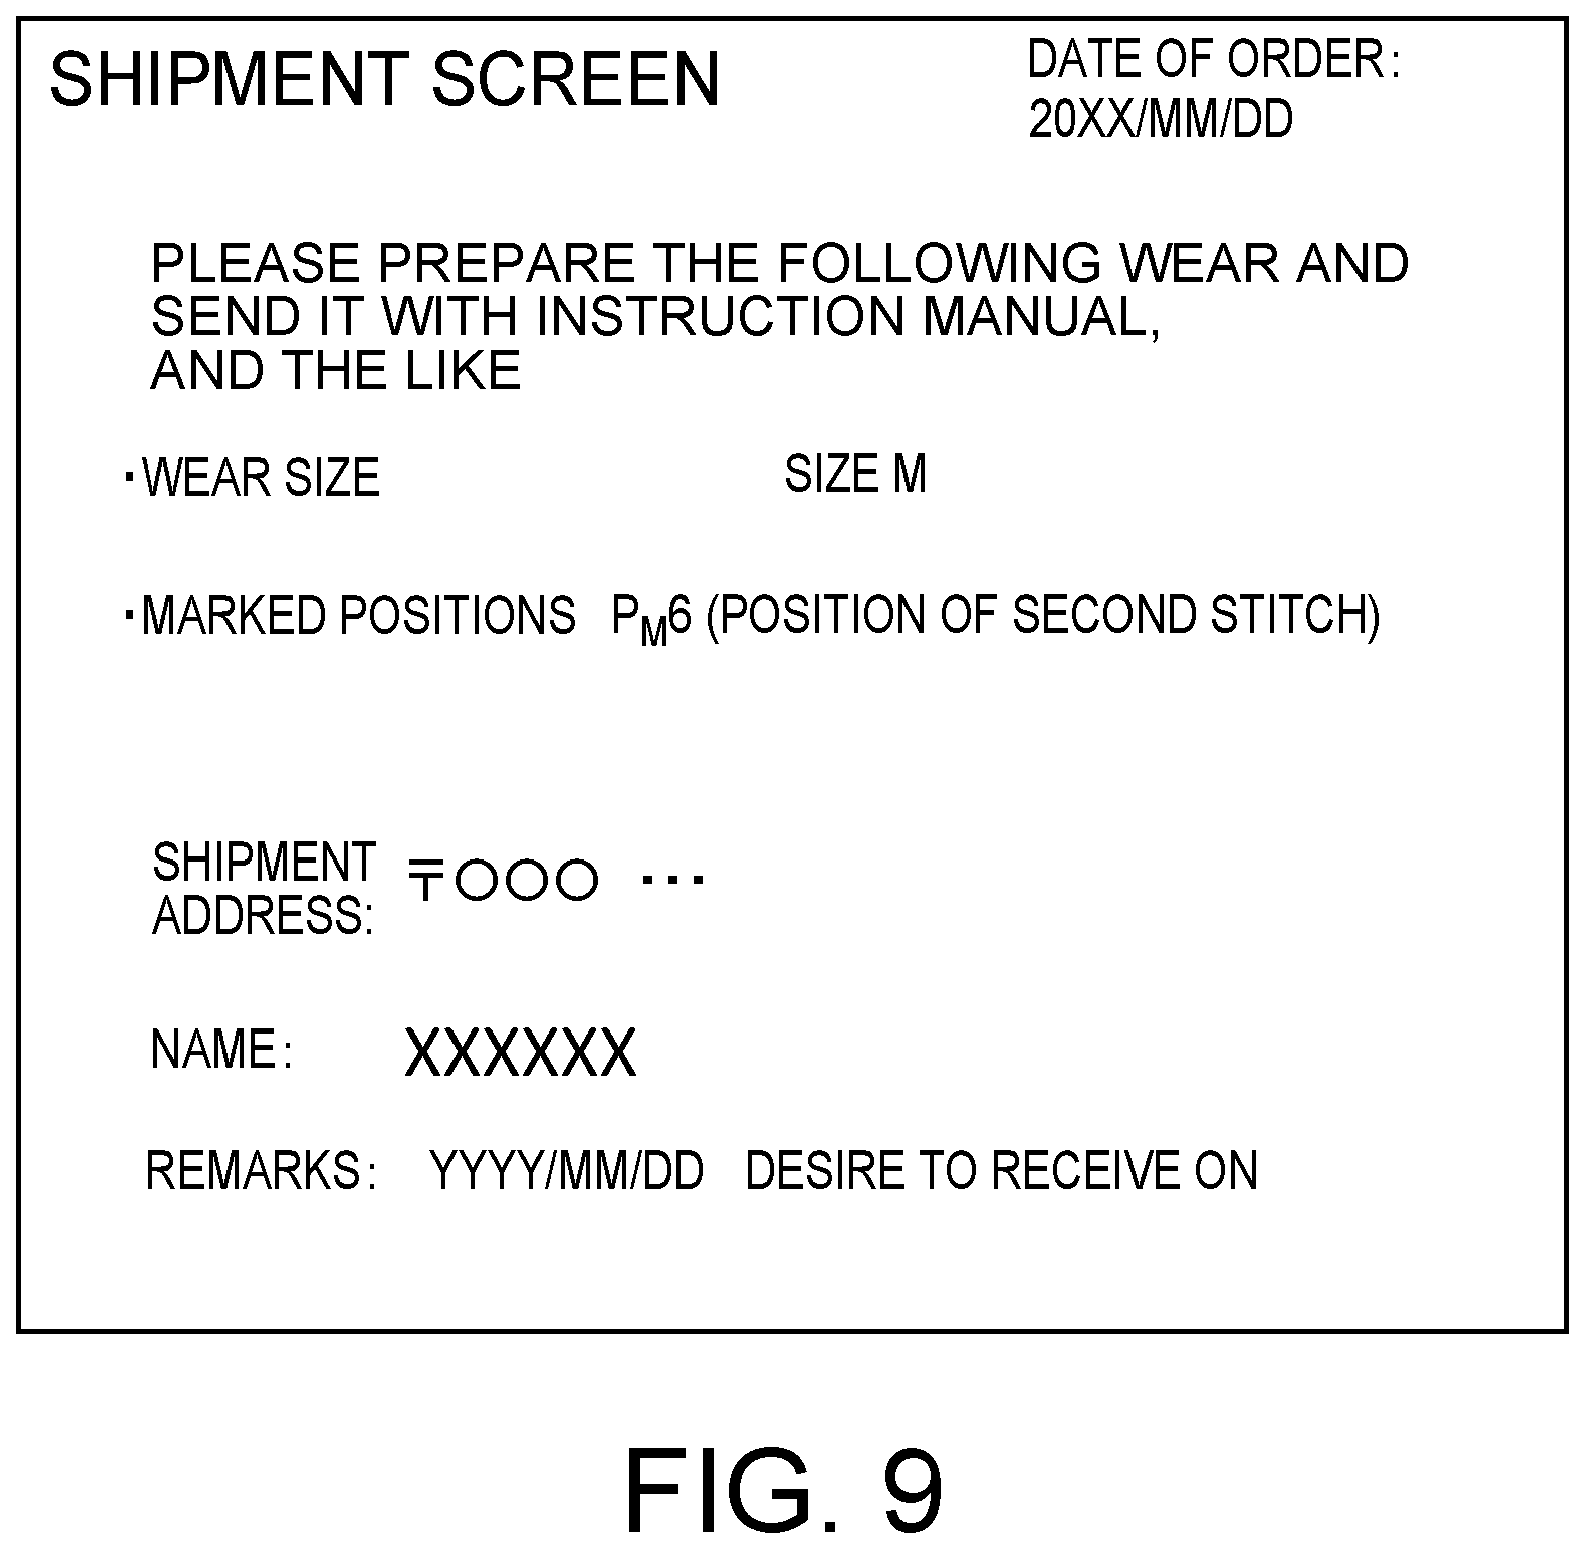 SHIPMENT SCREEN
DATE OF ORDER:
20XX/MM/DD
PLEASE PREPARE THE FOLLOWING WEAR AND
SEND IT WITH INSTRUCTION MANUAL,
AND THE LIKE
·WEAR SIZE SIZE M
·MARKED POSITIONS PM6 (POSITION OF SECOND STITCH)
SHIPMENT
ADDRESS: 〒○○○ ···
NAME: XXXXXX
REMARKS: YYYY/MM/DD DESIRE TO RECEIVE ON
FIG. 9